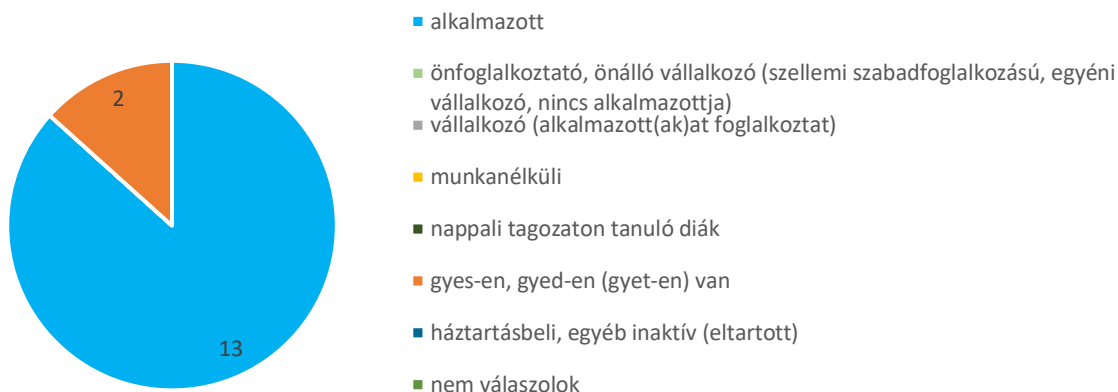 alkalmazott
önfoglalkoztató, önálló vállalkozó (szellemi szabadfoglalkozású, egyéni
vállalkozó, nincs alkalmazottja)
vállalkozó (alkalmazott(ak)at foglalkoztat)
munkanélküli
nappali tagozaton tanuló diák
gyes-en, gyed-en (gyet-en) van
háztartásbeli, egyéb inaktív (eltartott)
nem válaszolok
2
13